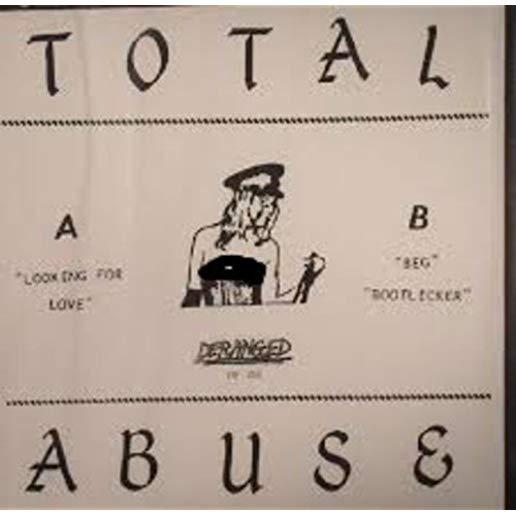 TOTAL
A
"LOOKING FOR
LOVE"
B
"BEG"
"BOOTLICKER"
DERANGED
ABUSE